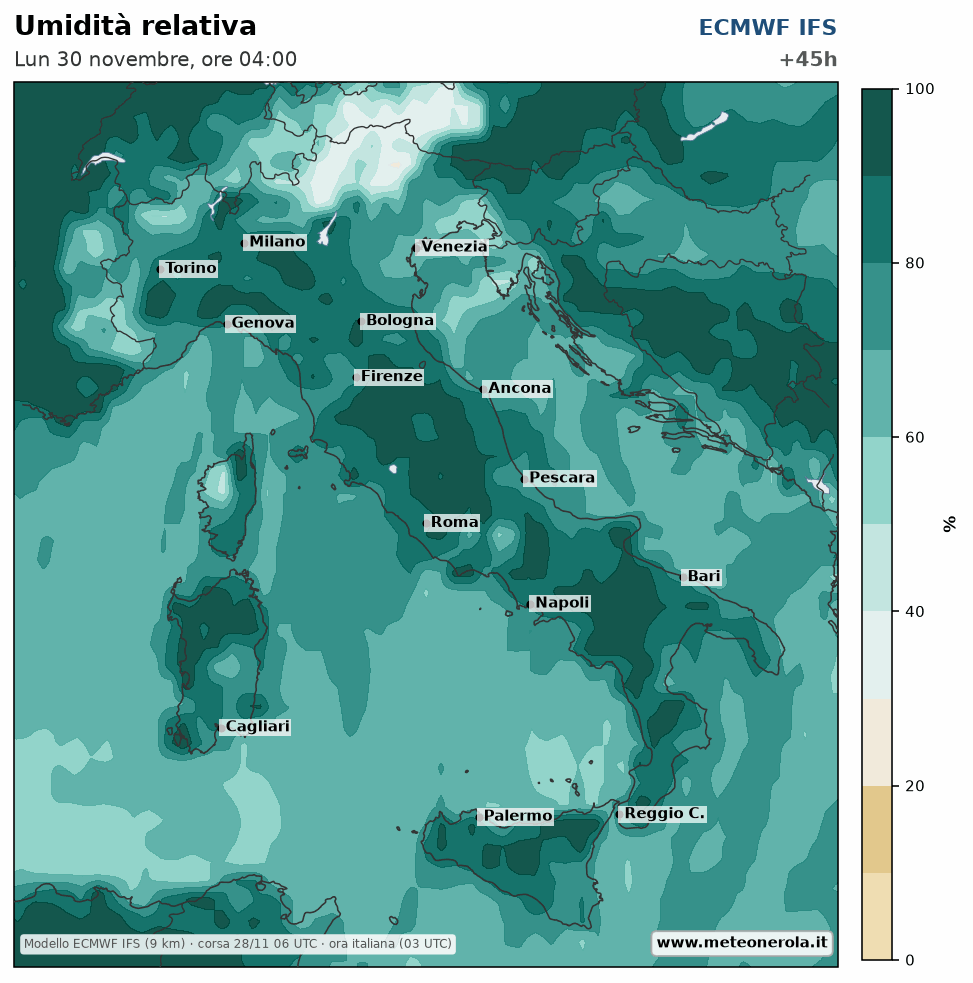 Umidità relativa
ECMWF IFS
Lun 30 novembre, ore 04:00
+45h
100
80
60
40
20
0
%
Milano
Venezia
Torino
Genova
Bologna
Firenze
Ancona
Pescara
Roma
Bari
Napoli
Cagliari
Palermo
Reggio C.
Modello ECMWF IFS (9 km) · corsa 28/11 06 UTC · ora italiana (03 UTC)
www.meteonerola.it